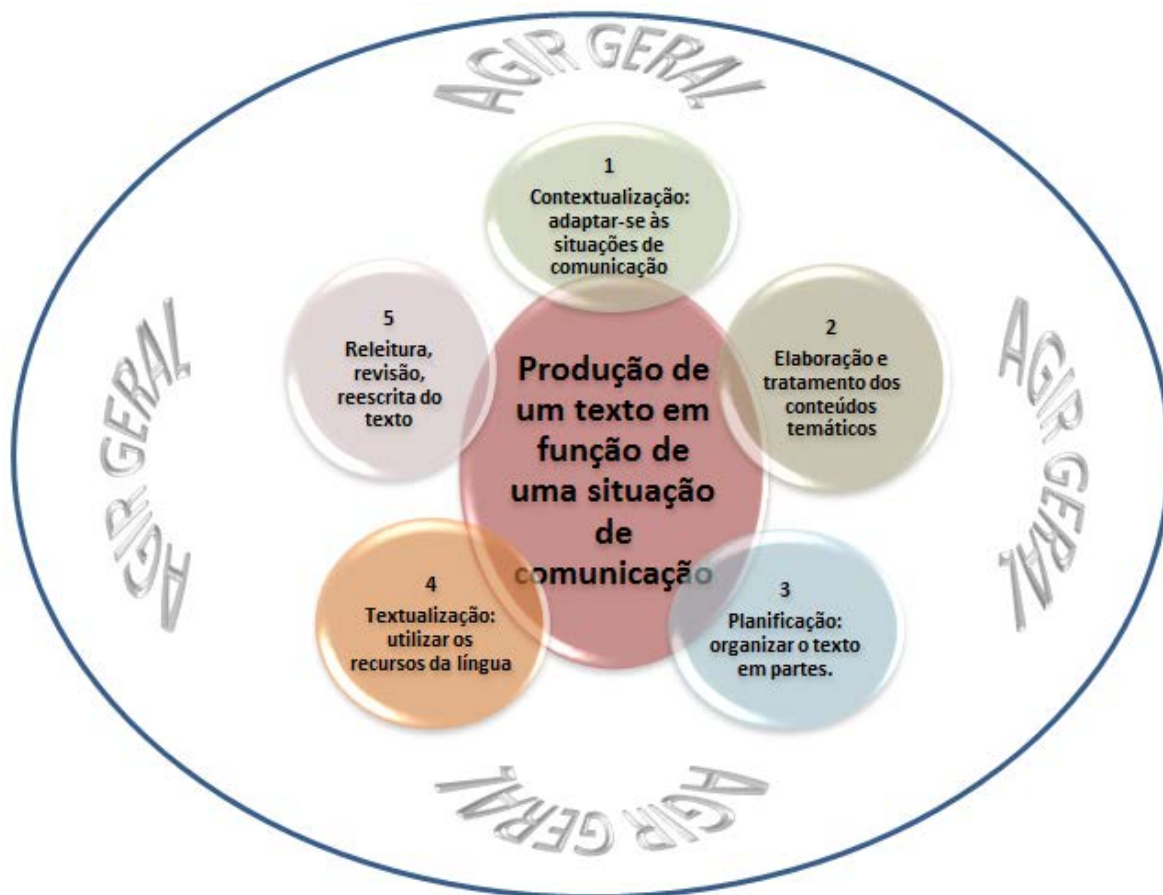 AGIR GERAL
1
Contextualização:
adaptar-se às
situações de
comunicação
5
Releitura,
revisão,
reescrita do
texto
Produção de
um texto em
função de
uma situação
de
comunicação
2
Elaboração e
tratamento dos
conteúdos
temáticos
AGIR GERAL
AGIR GERAL
4
Textualização:
utilizar os
recursos da língua
3
Planificação:
organizar o texto
em partes.
AGIR GERAL